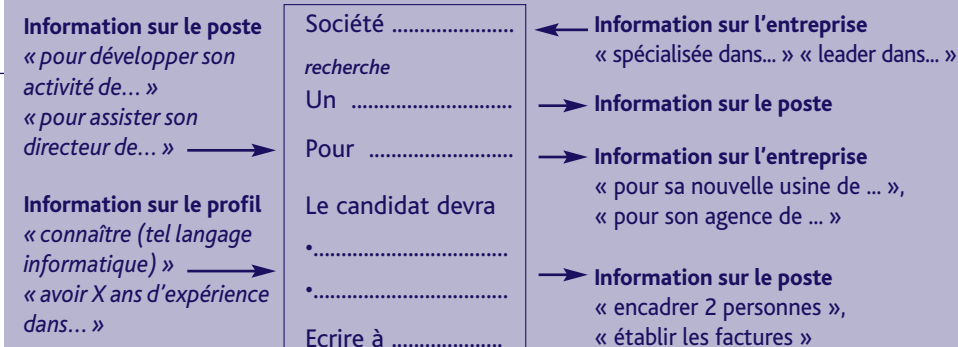 Information sur le poste
« pour développer son
activité de... »
« pour assister son
directeur de... »
Information sur le profil
« connaître (tel langage
informatique) »
« avoir X ans d'expérience
dans... »
Société ......................
recherche
Un .............................
Pour ..........................
Le candidat devra
•...................................
•...................................
Ecrire à ....................
Information sur l'entreprise
« spécialisée dans... » « leader dans... »
Information sur le poste
Information sur l'entreprise
« pour sa nouvelle usine de ... »,
« pour son agence de ... »
Information sur le poste
« encadrer 2 personnes »,
« établir les factures »